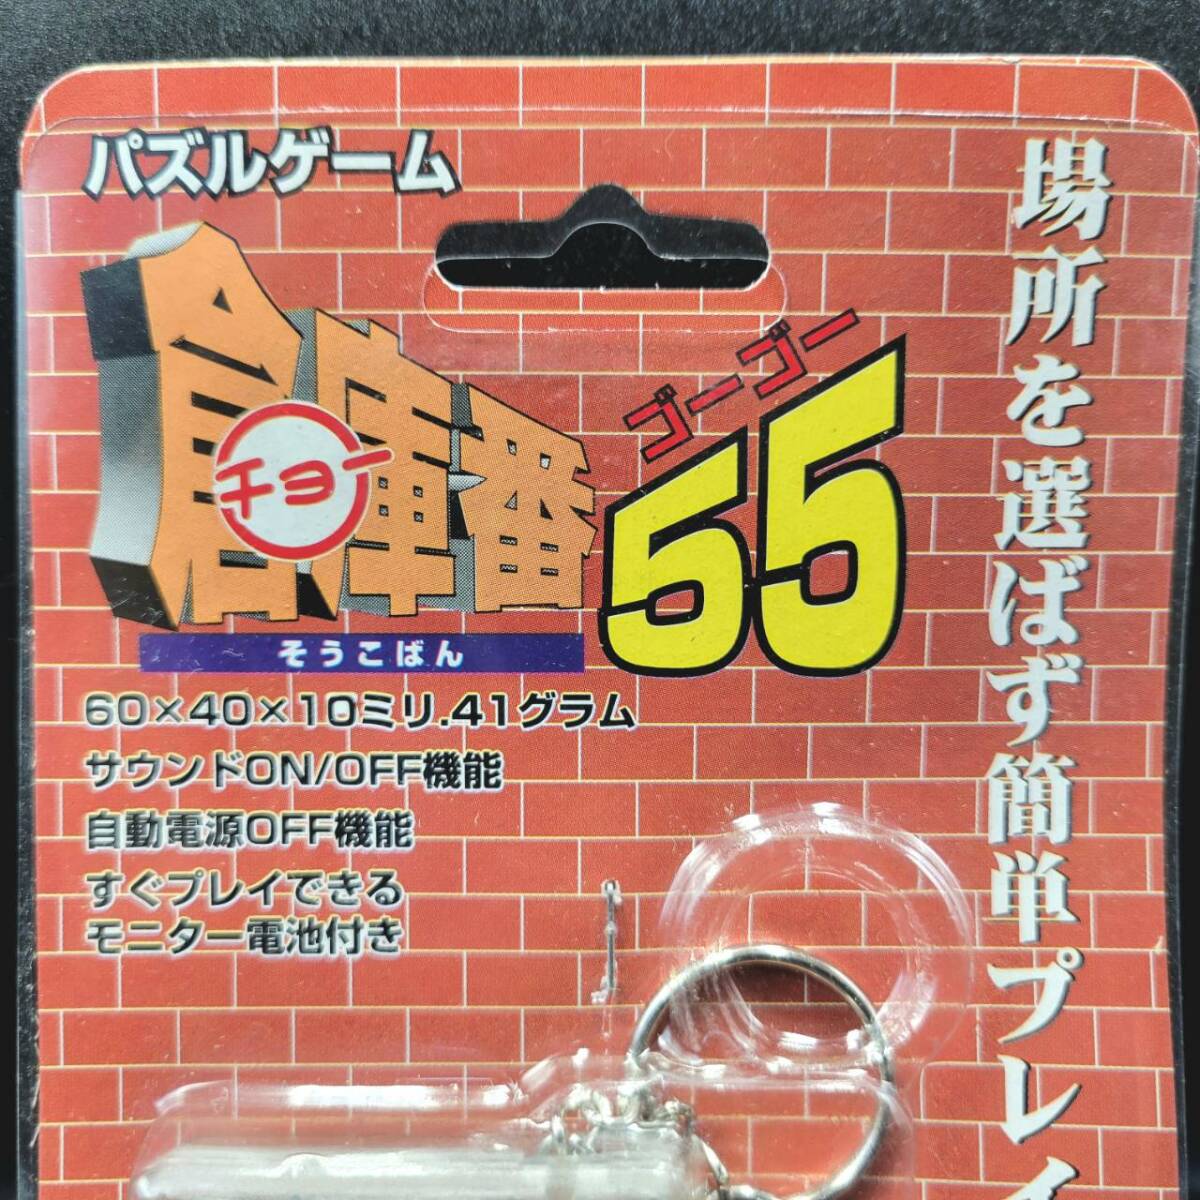 パズルゲーム
倉庫番
チョー
ゴーゴー
55
そうこばん
60×40×10ミリ.41グラム
サウンドON/OFF機能
自動電源OFF機能
すぐプレイできる
モニター電池付き
場所を選ばず簡単プレイ